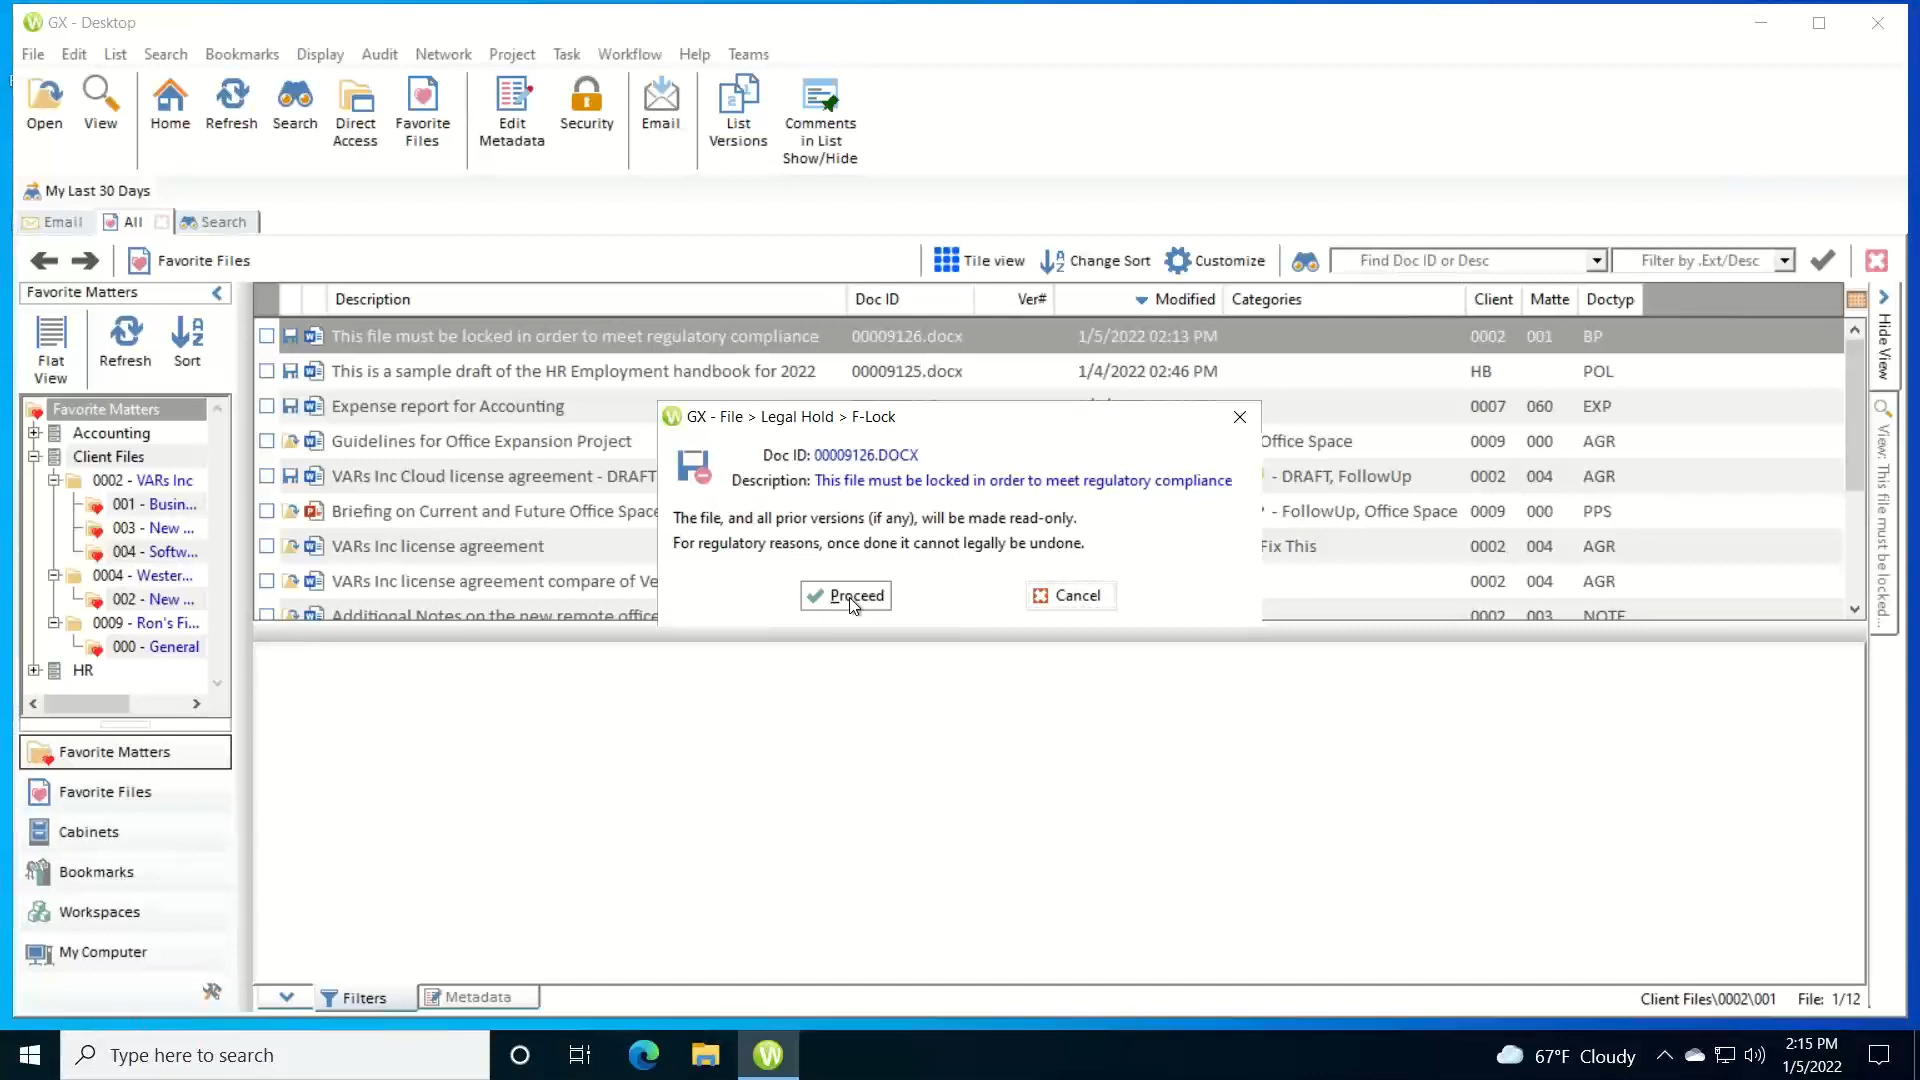 GX - Desktop
File Edit List Search Bookmarks Display Audit Network Project Task Workflow Help Teams
Open View Home Refresh Search Direct Access Favorite Files Edit Metadata Security Email List Versions Comments in List Show/Hide
My Last 30 Days
Email All Search
Favorite Files Tile view Change Sort Customize Find Doc ID or Desc Filter by .Ext/Desc
Favorite Matters
Flat View Refresh Sort
Favorite Matters
Accounting
Client Files
0002 - VARs Inc
001 - Busin...
003 - New ...
004 - Softw...
0004 - Wester...
002 - New ...
0009 - Ron's Fi...
000 - General
HR
Favorite Matters
Favorite Files
Cabinets
Bookmarks
Workspaces
My Computer
Description Doc ID Ver# Modified Categories Client Matte Doctyp
This file must be locked in order to meet regulatory compliance 00009126.docx 1/5/2022 02:13 PM 0002 001 BP
This is a sample draft of the HR Employment handbook for 2022 00009125.docx 1/4/2022 02:46 PM HB POL
Expense report for Accounting 0007 060 EXP
Guidelines for Office Expansion Project Office Space 0009 000 AGR
VARs Inc Cloud license agreement - DRAFT - DRAFT, FollowUp 0002 004 AGR
Briefing on Current and Future Office Space - FollowUp, Office Space 0009 000 PPS
VARs Inc license agreement Fix This 0002 004 AGR
VARs Inc license agreement compare of Ve 0002 004 AGR
Additional Notes on the new remote office 0002 003 NOTE
GX - File > Legal Hold > F-Lock
Doc ID: 00009126.DOCX
Description: This file must be locked in order to meet regulatory compliance
The file, and all prior versions (if any), will be made read-only.
For regulatory reasons, once done it cannot legally be undone.
Proceed Cancel
Hide View
View: This file must be locked...
Filters Metadata
Client Files\0002\001 File: 1/12
Type here to search
67°F Cloudy
2:15 PM
1/5/2022